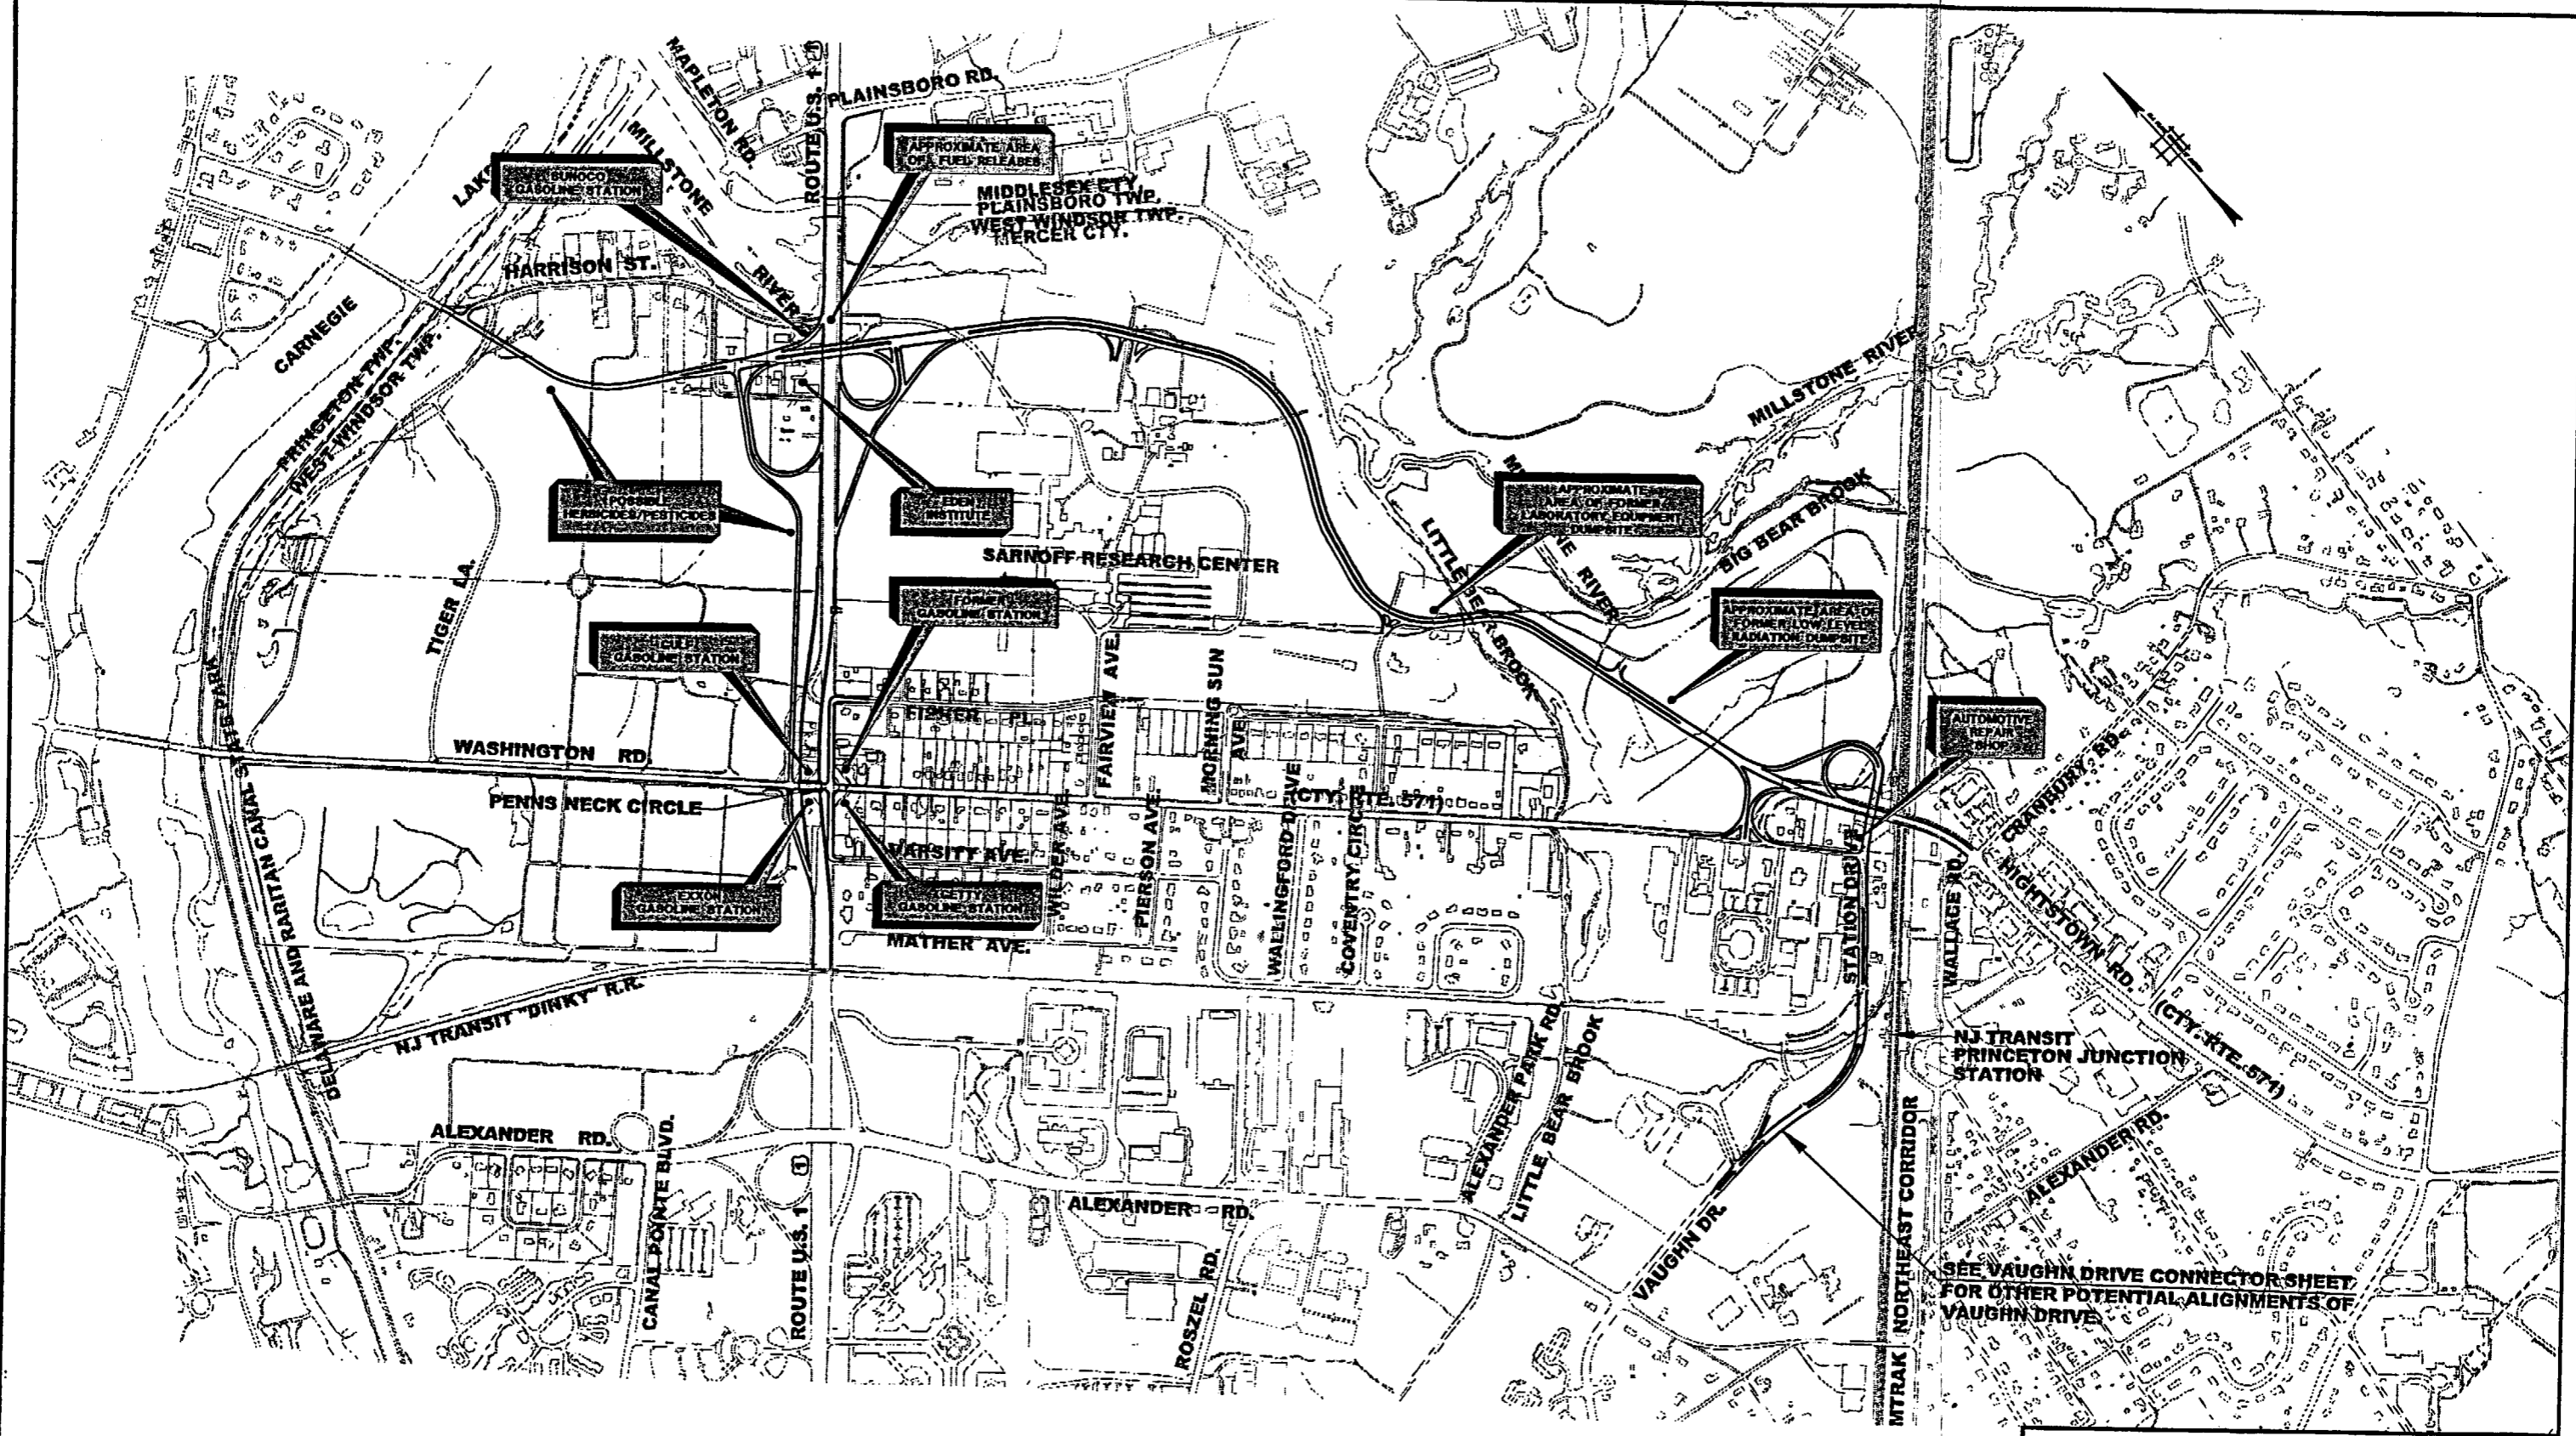 MAPLETON RD.
ROUTE U.S. 1
PLAINSBORO RD.
MILLSTONE
RIVER
LAKE
CARNEGIE
SUNOCO
GASOLINE STATION
APPROXIMATE AREA
OF FUEL RELEASES
MIDDLESEX CTY.
PLAINSBORO TWP.
WEST WINDSOR TWP.
MERCER CTY.
HARRISON ST.
PRINCETON TWP.
WEST WINDSOR TWP.
MILLSTONE RIVER
POSSIBLE
HERBICIDES/PESTICIDES
EDEN
INSTITUTE
APPROXIMATE
AREA OF FORMER
LABORATORY EQUIPMENT
DUMPSITE
RIVER
BIG BEAR BROOK
LITTLE BEAR BROOK
SARNOFF RESEARCH CENTER
TIGER LA.
FORMER
GASOLINE STATION
GULF
GASOLINE STATION
APPROXIMATE AREA OF
FORMER LOW LEVEL
RADIATION DUMPSITE
AUTOMOTIVE
REPAIR
SHOP
FISHER PL.
FAIRVIEW AVE.
MORNING SUN
AVE
WASHINGTON RD.
PENNS NECK CIRCLE
(CTY. RTE. 571)
VARSITY AVE.
WILDER AVE.
PIERSON AVE.
WALLINGFORD DRIVE
COVENTRY CIRCLE
EXXON
GASOLINE STATION
GETTY
GASOLINE STATION
MATHER AVE.
STATION DRIVE
WALLACE RD.
CRANBURY RD.
HIGHTSTOWN RD.
(CTY. RTE. 571)
DELAWARE AND RARITAN CANAL STATE PARK
NJ TRANSIT "DINKY" R.R.
NJ TRANSIT
PRINCETON JUNCTION
STATION
ALEXANDER RD.
CANAL POINTE BLVD.
ROUTE U.S. 1
1
ALEXANDER RD.
ROSZEL RD.
ALEXANDER PARK RD.
LITTLE BEAR BROOK
VAUGHN DR.
MTRAK NORTHEAST CORRIDOR
ALEXANDER RD.
SEE VAUGHN DRIVE CONNECTOR SHEET
FOR OTHER POTENTIAL ALIGNMENTS OF
VAUGHN DRIVE.